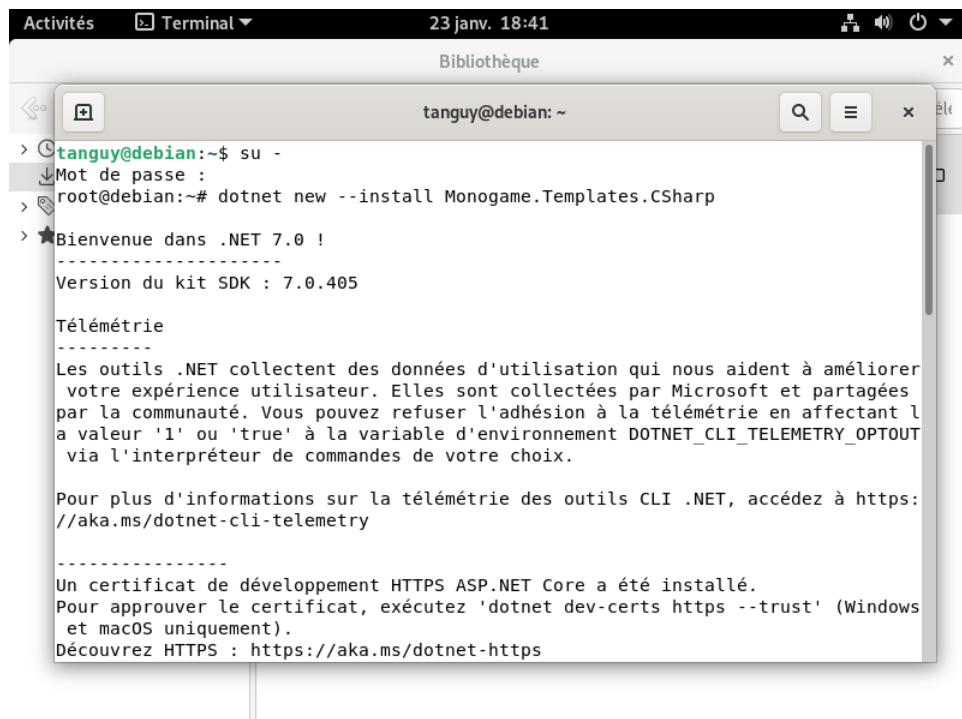 Activités Terminal 23 janv. 18:41
Bibliothèque
tanguy@debian: ~
tanguy@debian:~$ su -
Mot de passe :
root@debian:~# dotnet new --install Monogame.Templates.CSharp
Bienvenue dans .NET 7.0 !
---------------------
Version du kit SDK : 7.0.405
Télémétrie
---------
Les outils .NET collectent des données d'utilisation qui nous aident à améliorer
votre expérience utilisateur. Elles sont collectées par Microsoft et partagées
par la communauté. Vous pouvez refuser l'adhésion à la télémétrie en affectant l
a valeur '1' ou 'true' à la variable d'environnement DOTNET_CLI_TELEMETRY_OPTOUT
via l'interpréteur de commandes de votre choix.
Pour plus d'informations sur la télémétrie des outils CLI .NET, accédez à https:
//aka.ms/dotnet-cli-telemetry
----------------
Un certificat de développement HTTPS ASP.NET Core a été installé.
Pour approuver le certificat, exécutez 'dotnet dev-certs https --trust' (Windows
et macOS uniquement).
Découvrez HTTPS : https://aka.ms/dotnet-https